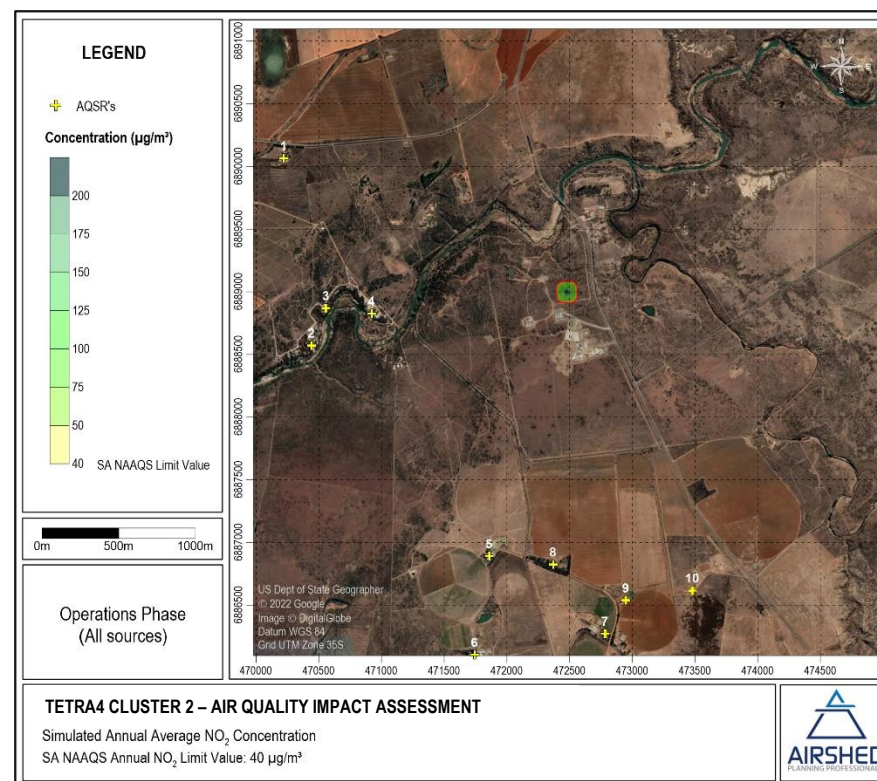 LEGEND
AQSR's
Concentration (µg/m³)
200
175
150
125
100
75
50
40 SA NAAQS Limit Value
0m 500m 1000m
Operations Phase
(All sources)
6891000
6890500
6890000
6889500
6889000
6888500
6888000
6887500
6887000
6886500
N
W E
S
1
3
4
2
5
8
10
9
7
6
US Dept of State Geographer
© 2022 Google
Image © DigitalGlobe
Datum WGS 84
Grid UTM Zone 35S
470000 470500 471000 471500 472000 472500 473000 473500 474000 474500
TETRA4 CLUSTER 2 – AIR QUALITY IMPACT ASSESSMENT
Simulated Annual Average NO₂ Concentration
SA NAAQS Annual NO₂ Limit Value: 40 µg/m³
AIRSHED
PLANNING PROFESSIONAL